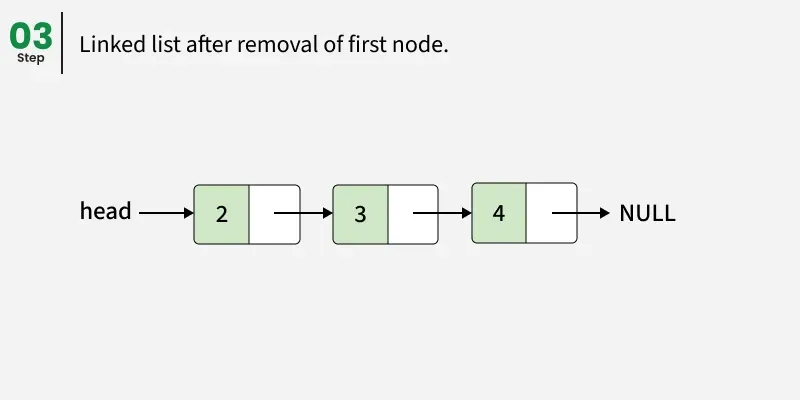 03
Step
Linked list after removal of first node.
head 2 3 4 NULL